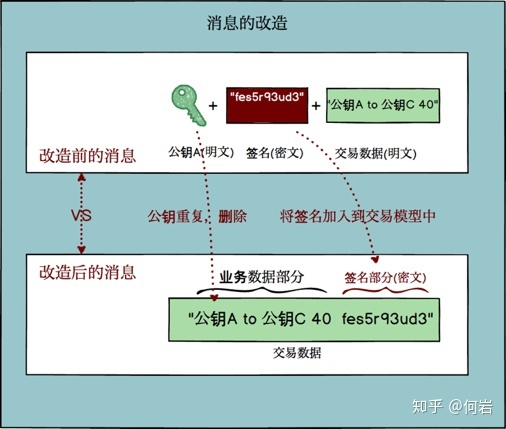 消息的改造
+ "fes5r93ud3" + "公钥A to 公钥C 40"
公钥A(明文) 签名(密文) 交易数据(明文)
改造前的消息
VS
公钥重复，删除 将签名加入到交易模型中
改造后的消息
业务数据部分 签名部分(密文)
"公钥A to 公钥C 40 fes5r93ud3"
交易数据
知乎 @何岩